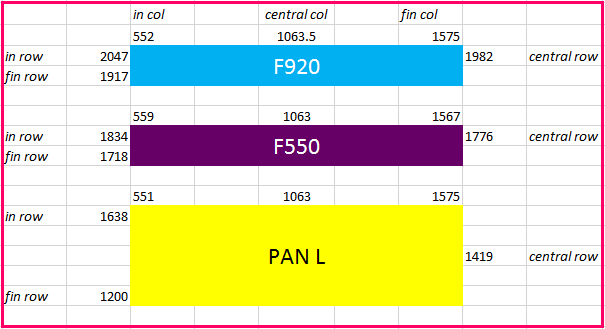 in col central col fin col
552 1063.5 1575
in row 2047 F920 1982 central row
fin row 1917
559 1063 1567
in row 1834 F550 1776 central row
fin row 1718
551 1063 1575
in row 1638
PAN L 1419 central row
fin row 1200